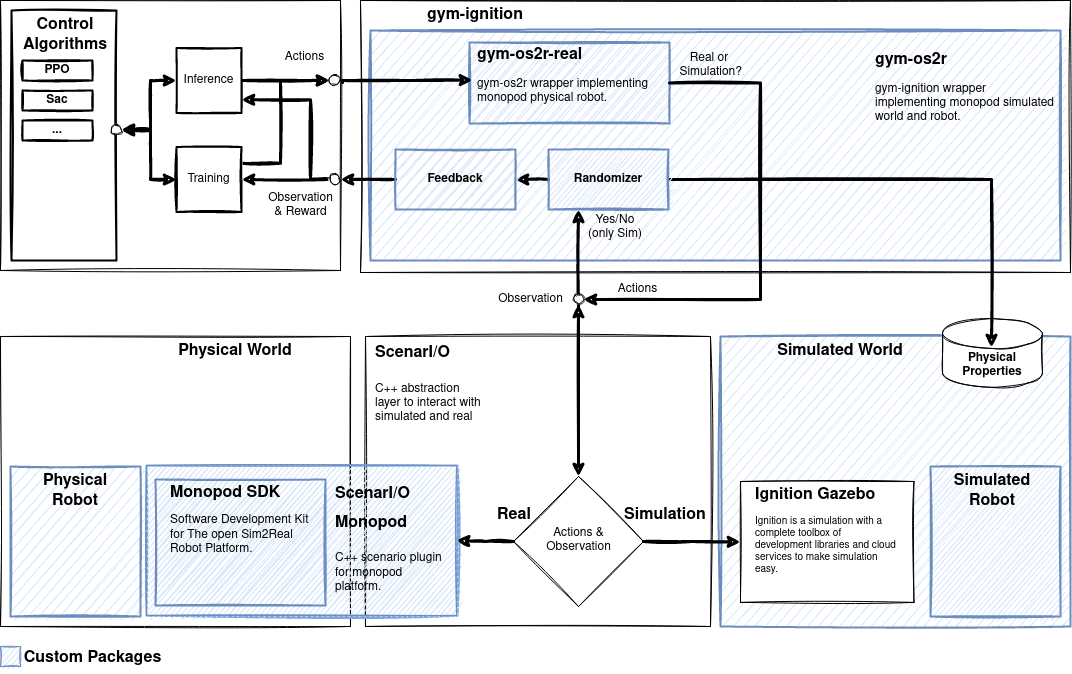 Control
Algorithms
PPO
Sac
...
Inference
Training
Actions
Observation
& Reward
gym-ignition
gym-os2r-real
gym-os2r wrapper implementing
monopod physical robot.
Real or
Simulation?
gym-os2r
gym-ignition wrapper
implementing monopod simulated
world and robot.
Feedback
Randomizer
Yes/No
(only Sim)
Observation
Actions
Physical World
Physical
Robot
Monopod SDK
Software Development Kit
for The open Sim2Real
Robot Platform.
ScenarI/O
Monopod
C++ scenario plugin
for monopod
platform.
ScenarI/O
C++ abstraction
layer to interact with
simulated and real
Real
Actions &
Observation
Simulation
Simulated World
Physical
Properties
Ignition Gazebo
Ignition is a simulation with a
complete toolbox of
development libraries and cloud
services to make simulation
easy.
Simulated
Robot
Custom Packages